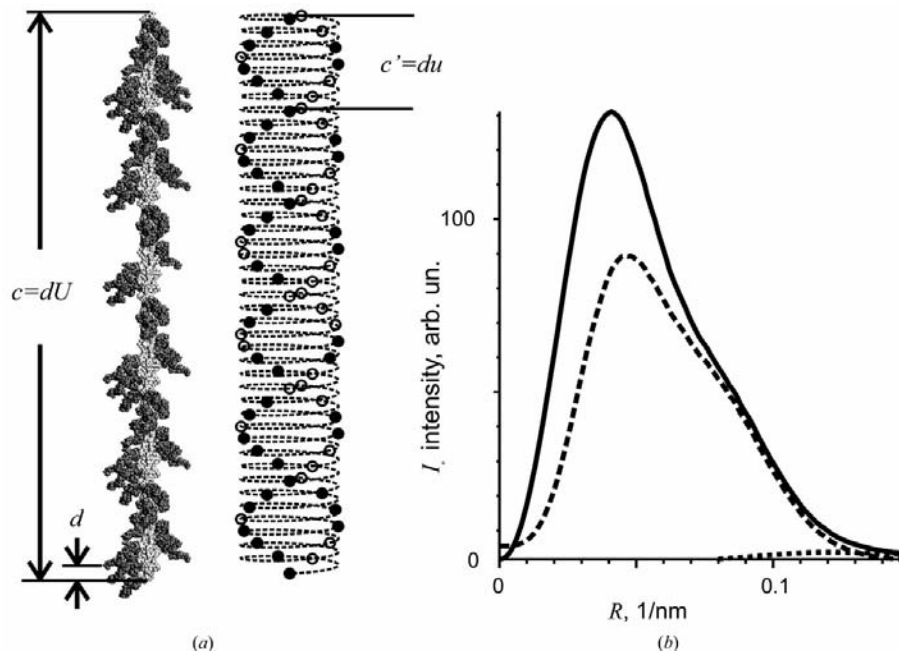 c=dU
d
c'=du
I, intensity, arb. un.
100
0
0
0.1
R, 1/nm
(a)
(b)